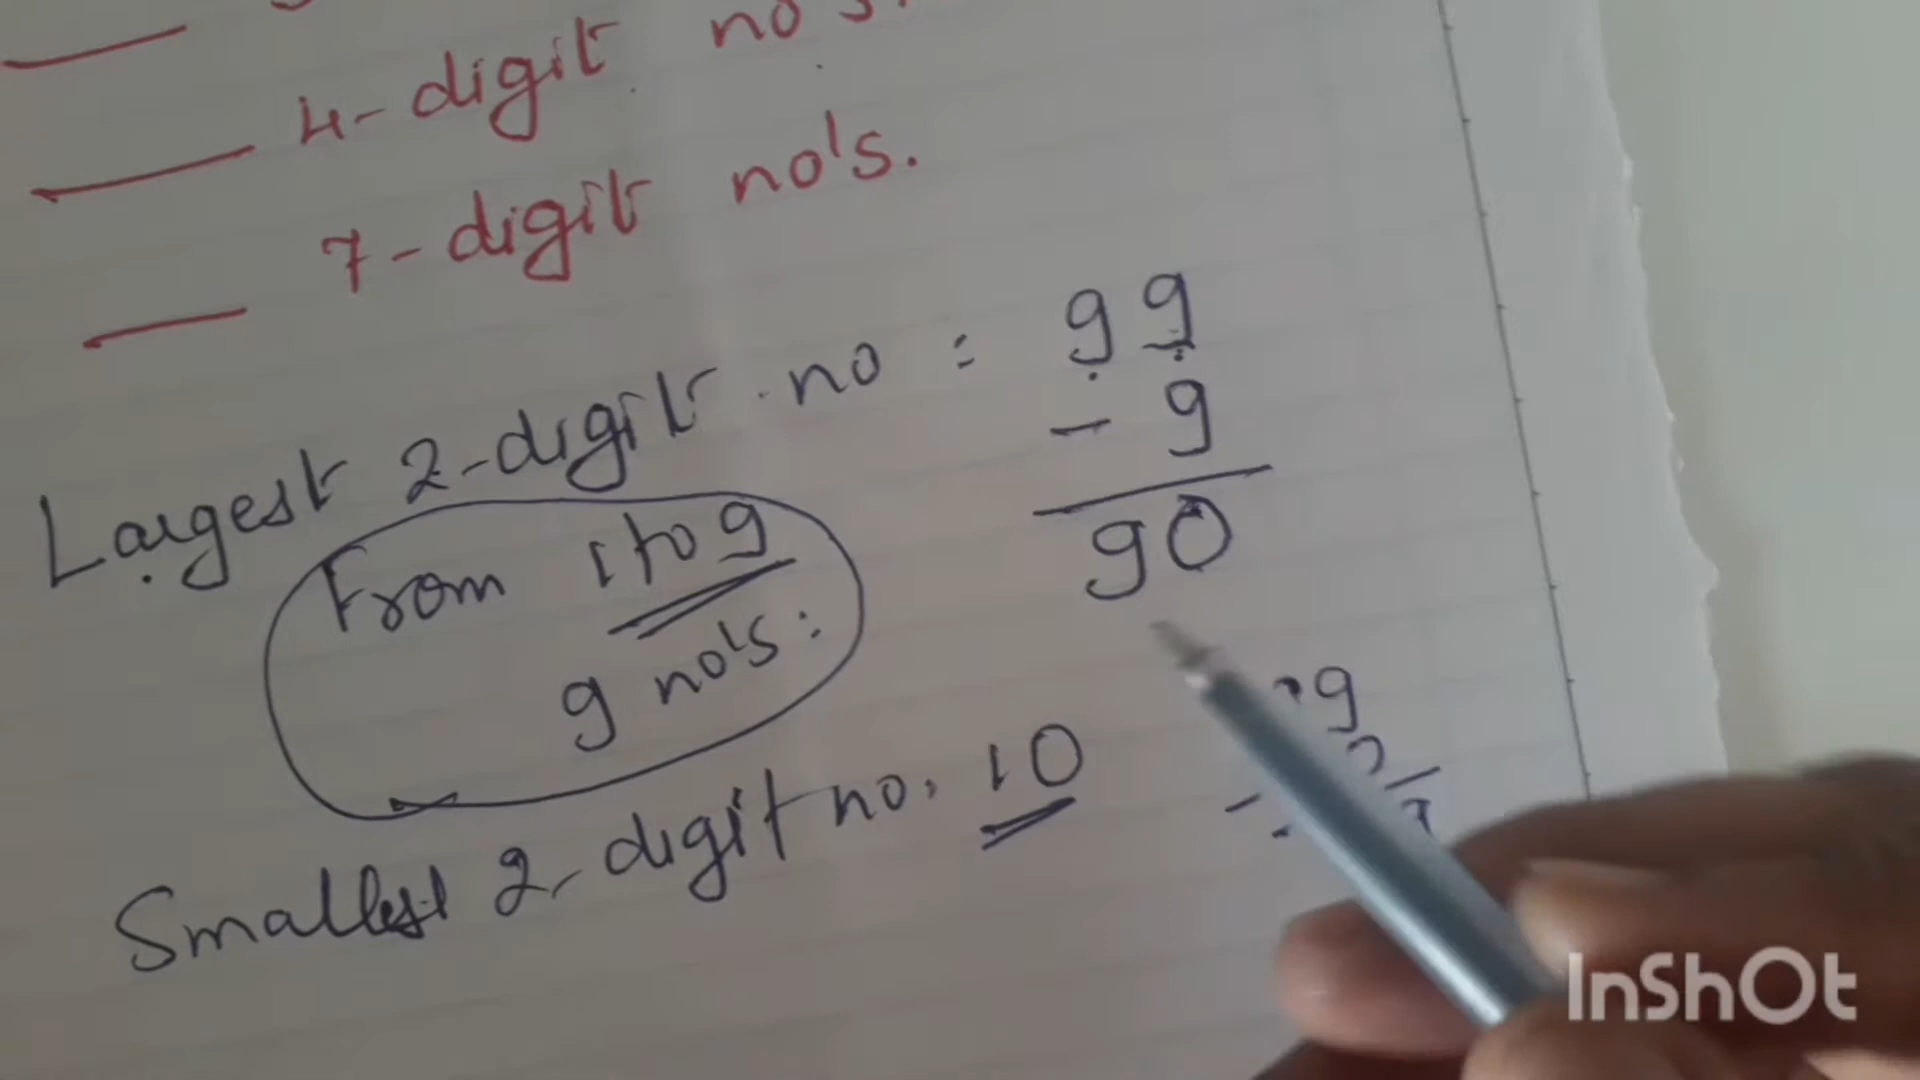 4-digit no's.
7-digit no's.
Largest 2-digit no = 99
- 9
90
From 1 to 9
9 no's.
Smallest 2-digit no. 10
InShOt